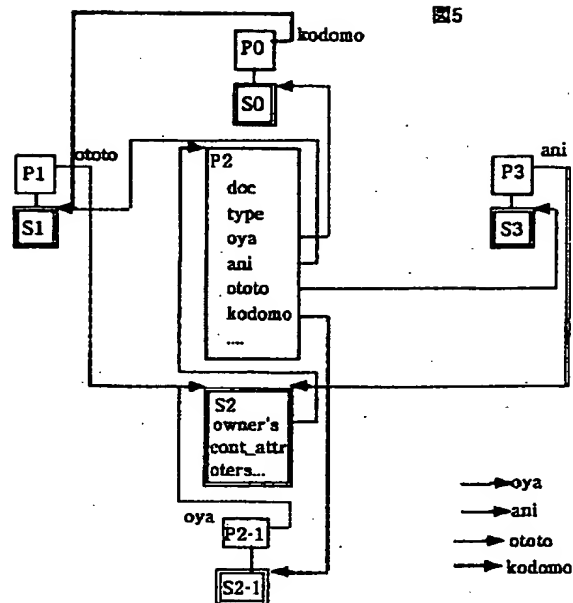 図5
kodomo
P0
S0
ototo
P1
S1
P2
doc
type
oya
ani
ototo
kodomo
....
ani
P3
S3
S2
owner's
cont_attr
oters...
oya
P2-1
S2-1
oya
ani
ototo
kodomo